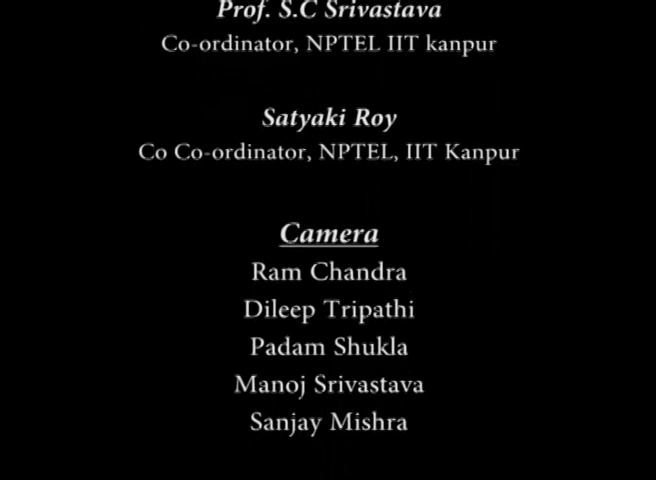 Prof. S.C Srivastava
Co-ordinator, NPTEL IIT kanpur
Satyaki Roy
Co Co-ordinator, NPTEL, IIT Kanpur
Camera
Ram Chandra
Dileep Tripathi
Padam Shukla
Manoj Srivastava
Sanjay Mishra